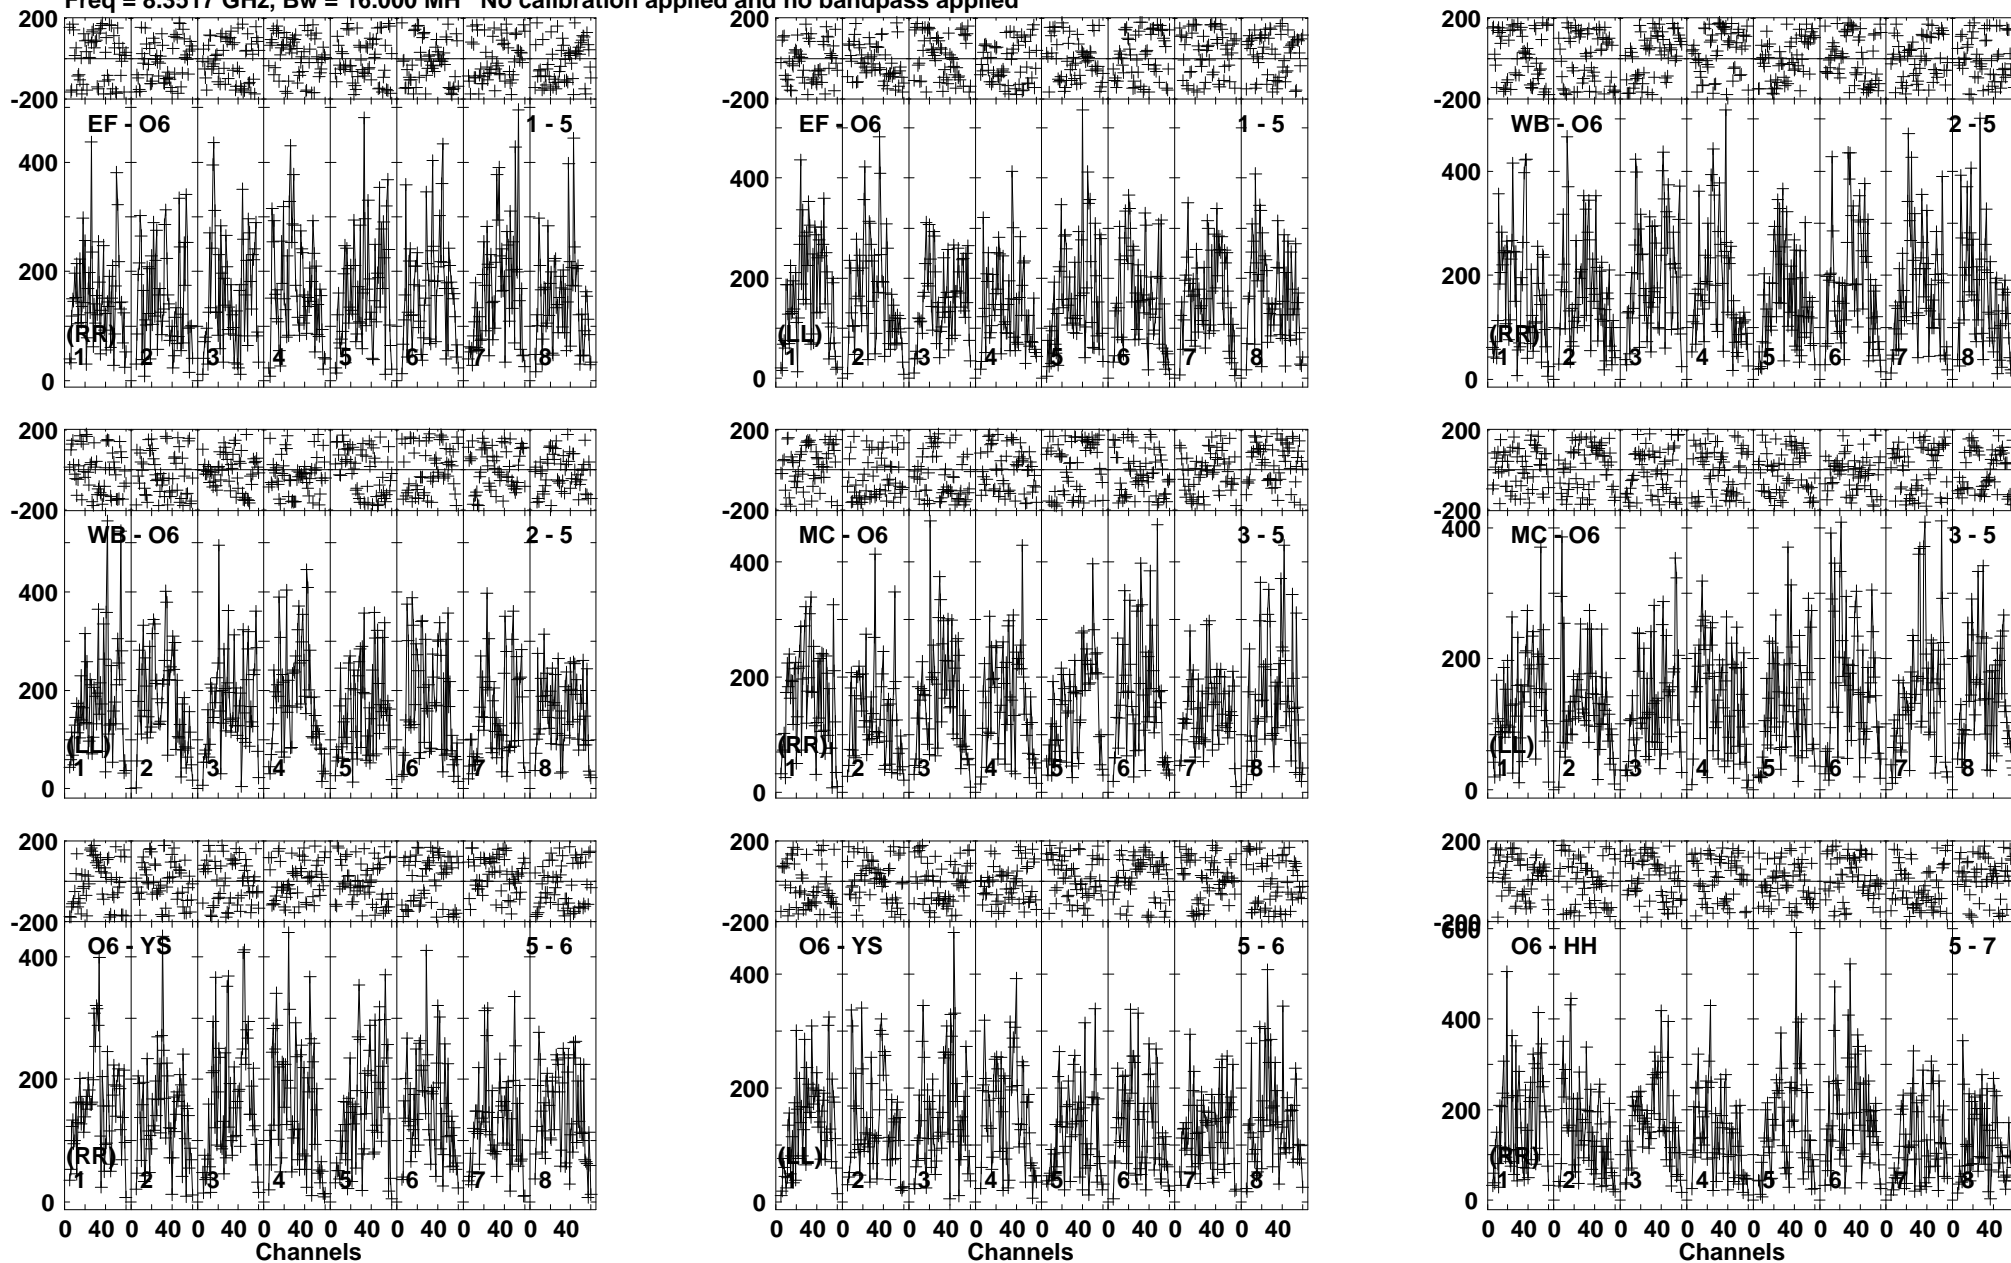 Freq = 8.3517 GHz, Bw = 16.000 MH No calibration applied and no bandpass applied
200 200 200
-200 -200 -200
EF - O6 1 - 5 EF - O6 1 - 5 WB - O6 2 - 5
400 400 400
200 200 200
(RR) (LL) (RR)
1 2 3 4 5 6 7 8 1 2 3 4 5 6 7 8 1 2 3 4 5 6 7 8
0 0 0
200 200 200
-200 -200 -200
WB - O6 2 - 5 MC - O6 3 - 5 MC - O6 3 - 5
400 400 400
200 200 200
(LL) (RR) (LL)
1 2 3 4 5 6 7 8 1 2 3 4 5 6 7 8 1 2 3 4 5 6 7 8
0 0 0
200 200 200
-200 -200 -200
600
O6 - YS 5 - 6 O6 - YS 5 - 6 O6 - HH 5 - 7
400 400 400
200 200 200
(RR) (LL) (RR)
1 2 3 4 5 6 7 8 1 2 3 4 5 6 7 8 1 2 3 4 5 6 7 8
0 0 0
0 40 0 40 0 40 0 40 0 40 0 40 0 40 0 40 0 40 0 40 0 40 0 40 0 40 0 40 0 40 0 40 0 40 0 40 0 40 0 40 0 40 0 40 0 40 0 40
Channels Channels Channels